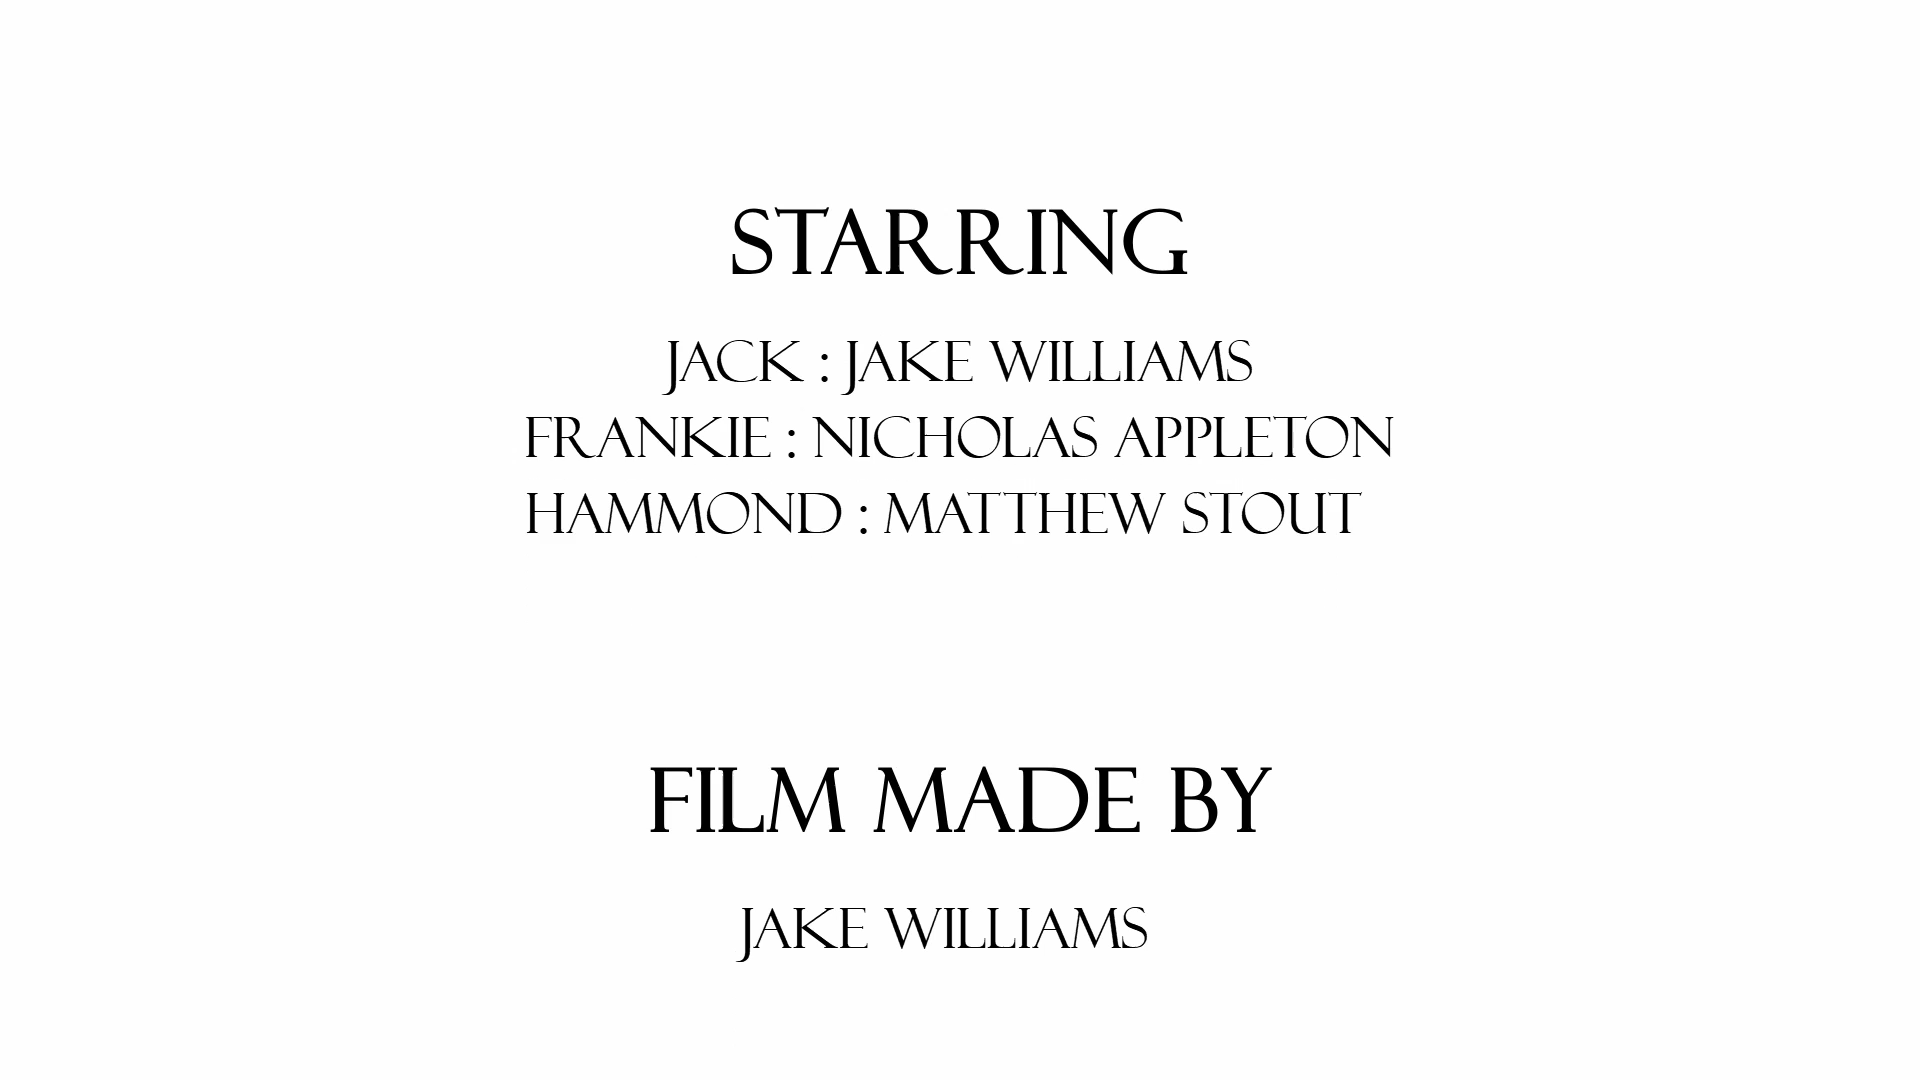 STARRING
JACK : JAKE WILLIAMS
FRANKIE : NICHOLAS APPLETON
HAMMOND : MATTHEW STOUT
FILM MADE BY
JAKE WILLIAMS